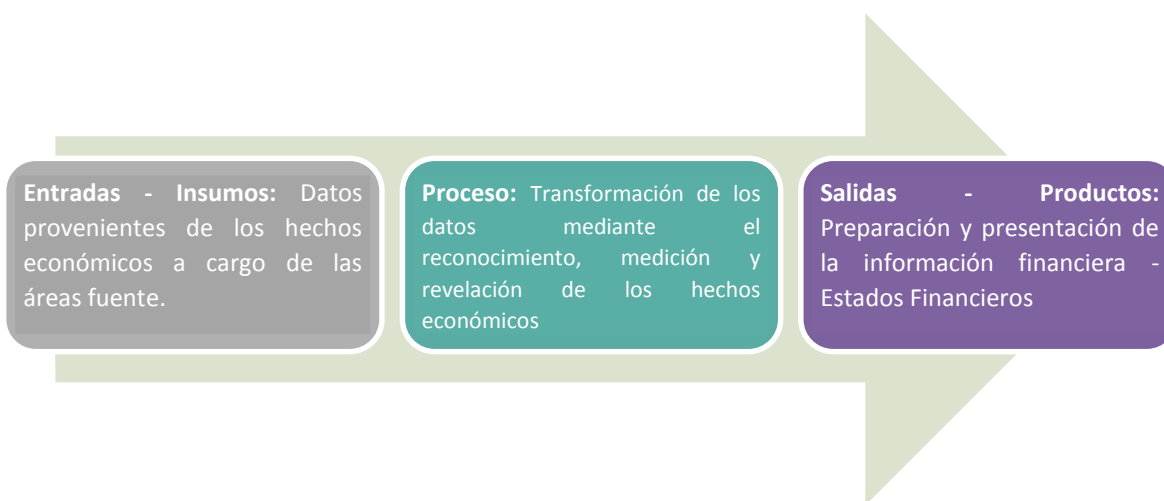 Entradas - Insumos: Datos
provenientes de los hechos
económicos a cargo de las
áreas fuente.
Proceso: Transformación de los
datos mediante el
reconocimiento, medición y
revelación de los hechos
económicos
Salidas - Productos:
Preparación y presentación de
la información financiera -
Estados Financieros